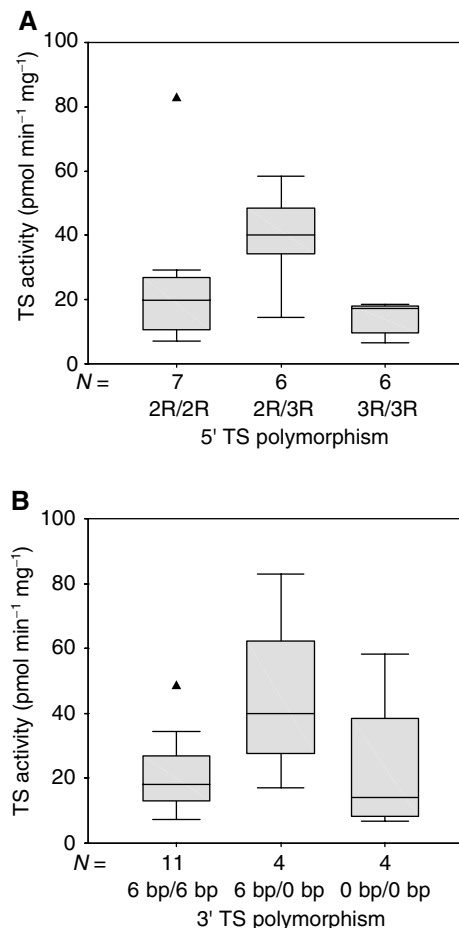 A
TS activity (pmol min⁻¹ mg⁻¹)
100
80
60
40
20
0
N = 7 6 6
2R/2R 2R/3R 3R/3R
5' TS polymorphism
B
TS activity (pmol min⁻¹ mg⁻¹)
100
80
60
40
20
0
N = 11 4 4
6 bp/6 bp 6 bp/0 bp 0 bp/0 bp
3' TS polymorphism